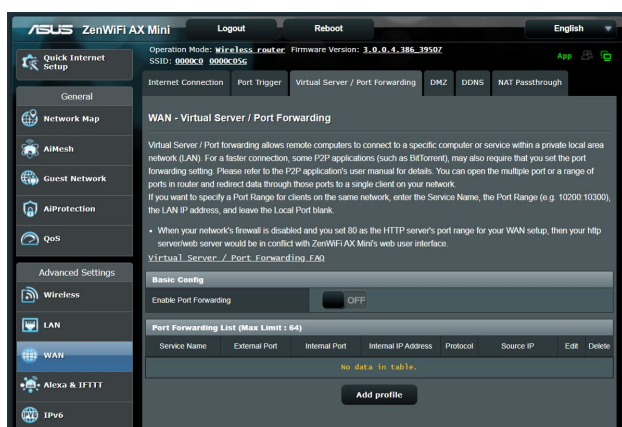 ASUS ZenWiFi AX Mini Logout Reboot English
Quick Internet Setup
General
Network Map
AiMesh
Guest Network
AiProtection
QoS
Advanced Settings
Wireless
LAN
WAN
Alexa & IFTTT
IPv6
Operation Mode: Wireless router Firmware Version: 3.0.0.4.386_39507
SSID: 0000C0 0000C05G
App
Internet Connection Port Trigger Virtual Server / Port Forwarding DMZ DDNS NAT Passthrough
WAN - Virtual Server / Port Forwarding
Virtual Server / Port forwarding allows remote computers to connect to a specific computer or service within a private local area
network (LAN). For a faster connection, some P2P applications (such as BitTorrent), may also require that you set the port
forwarding setting. Please refer to the P2P application's user manual for details. You can open the multiple port or a range of
ports in router and redirect data through those ports to a single client on your network.
If you want to specify a Port Range for clients on the same network, enter the Service Name, the Port Range (e.g. 10200:10300),
the LAN IP address, and leave the Local Port blank.
• When your network's firewall is disabled and you set 80 as the HTTP server's port range for your WAN setup, then your http
server/web server would be in conflict with ZenWiFi AX Mini's web user interface.
Virtual Server / Port Forwarding FAQ
Basic Config
Enable Port Forwarding OFF
Port Forwarding List (Max Limit : 64)
Service Name External Port Internal Port Internal IP Address Protocol Source IP Edit Delete
No data in table.
Add profile